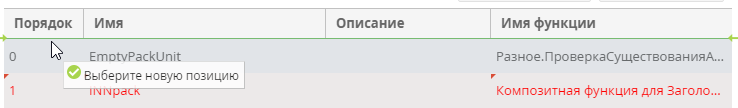 Порядок Имя Описание Имя функции
0 EmptyPackUnit Разное.ПроверкаСуществованияА...
Выберите новую позицию
1 INNpack Композитная функция для Заголо...